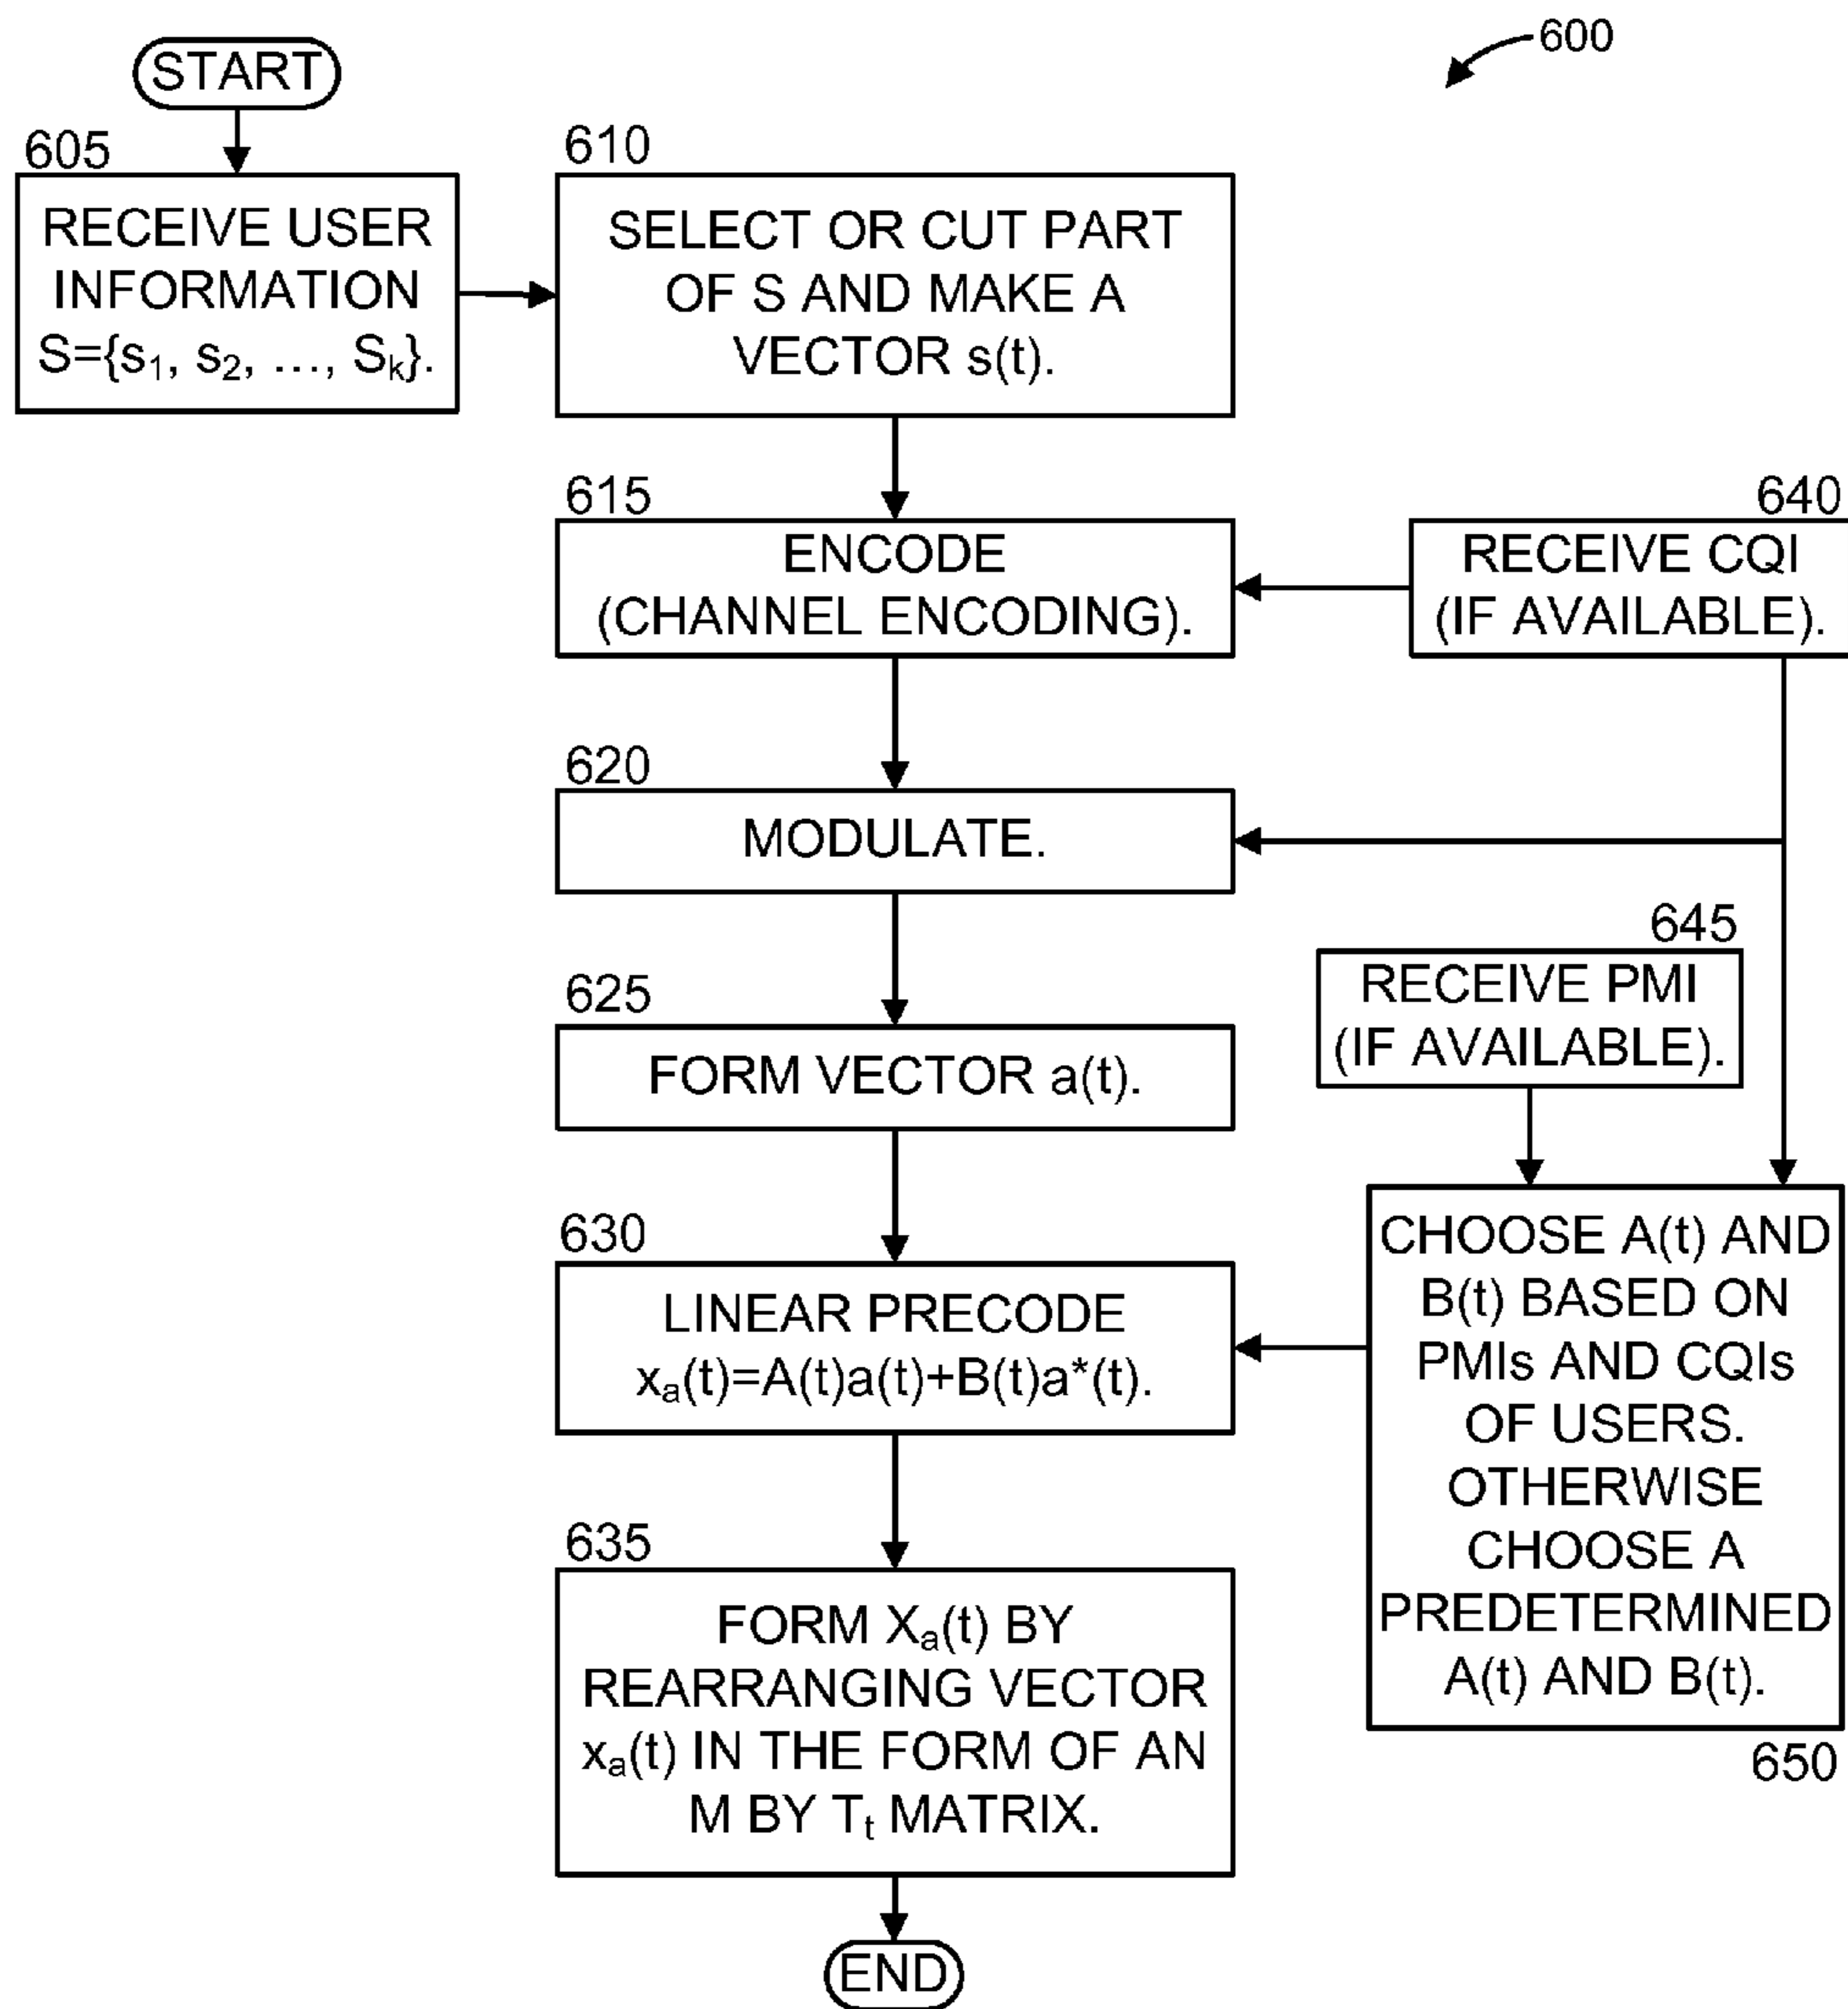 600
START
605
RECEIVE USER
INFORMATION
S={s₁, s₂, ..., Sₖ}.
610
SELECT OR CUT PART
OF S AND MAKE A
VECTOR s(t).
615
ENCODE
(CHANNEL ENCODING).
640
RECEIVE CQI
(IF AVAILABLE).
620
MODULATE.
645
RECEIVE PMI
(IF AVAILABLE).
625
FORM VECTOR a(t).
630
LINEAR PRECODE
xₐ(t)=A(t)a(t)+B(t)a*(t).
CHOOSE A(t) AND
B(t) BASED ON
PMIs AND CQIs
OF USERS.
OTHERWISE
CHOOSE A
PREDETERMINED
A(t) AND B(t).
650
635
FORM Xₐ(t) BY
REARRANGING VECTOR
xₐ(t) IN THE FORM OF AN
M BY Tₜ MATRIX.
END